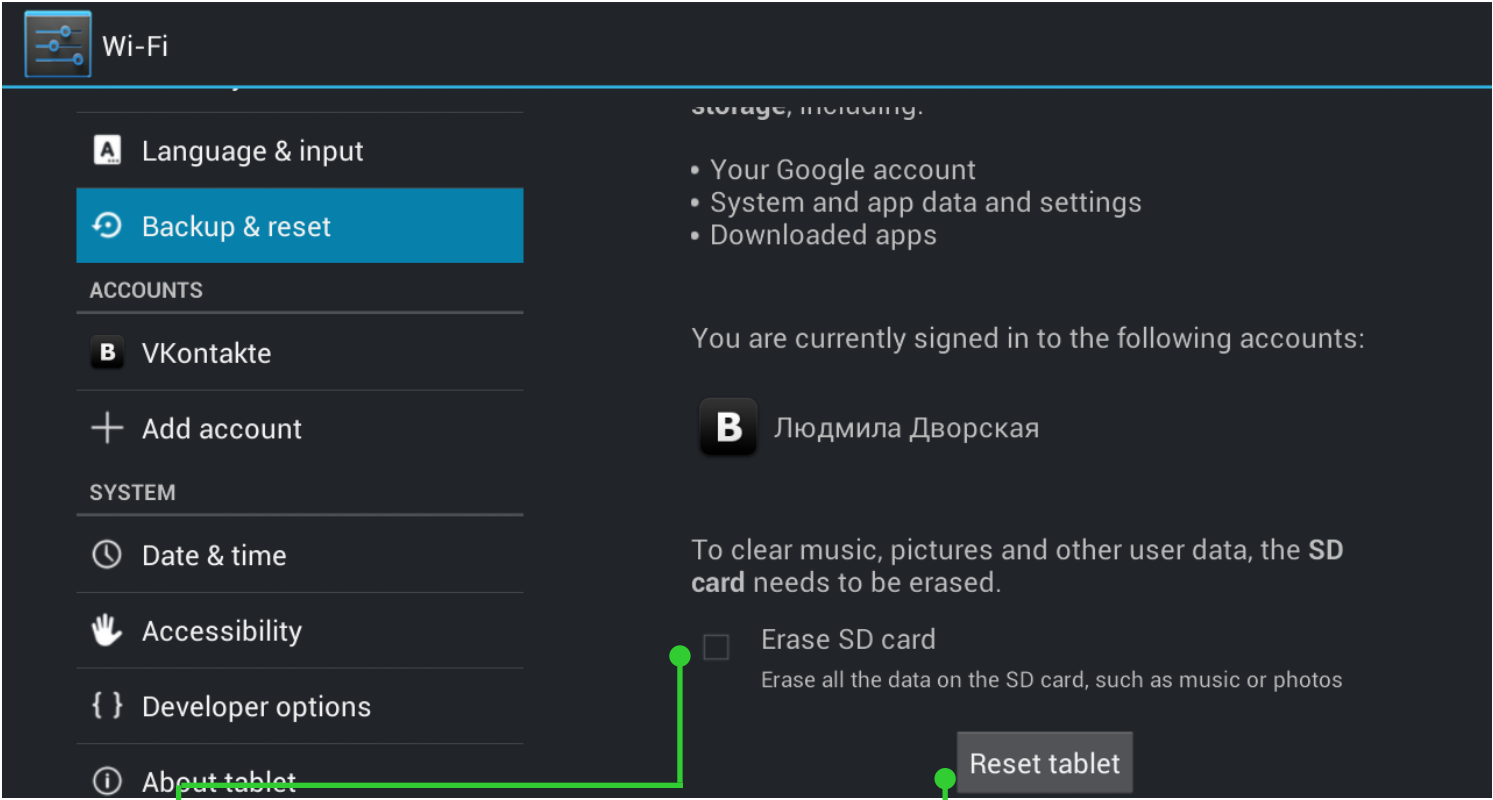 Wi-Fi
Language & input
Backup & reset
ACCOUNTS
B VKontakte
Add account
SYSTEM
Date & time
Accessibility
{ } Developer options
About tablet
storage, including:
• Your Google account
• System and app data and settings
• Downloaded apps
You are currently signed in to the following accounts:
B Людмила Дворская
To clear music, pictures and other user data, the SD
card needs to be erased.
Erase SD card
Erase all the data on the SD card, such as music or photos
Reset tablet